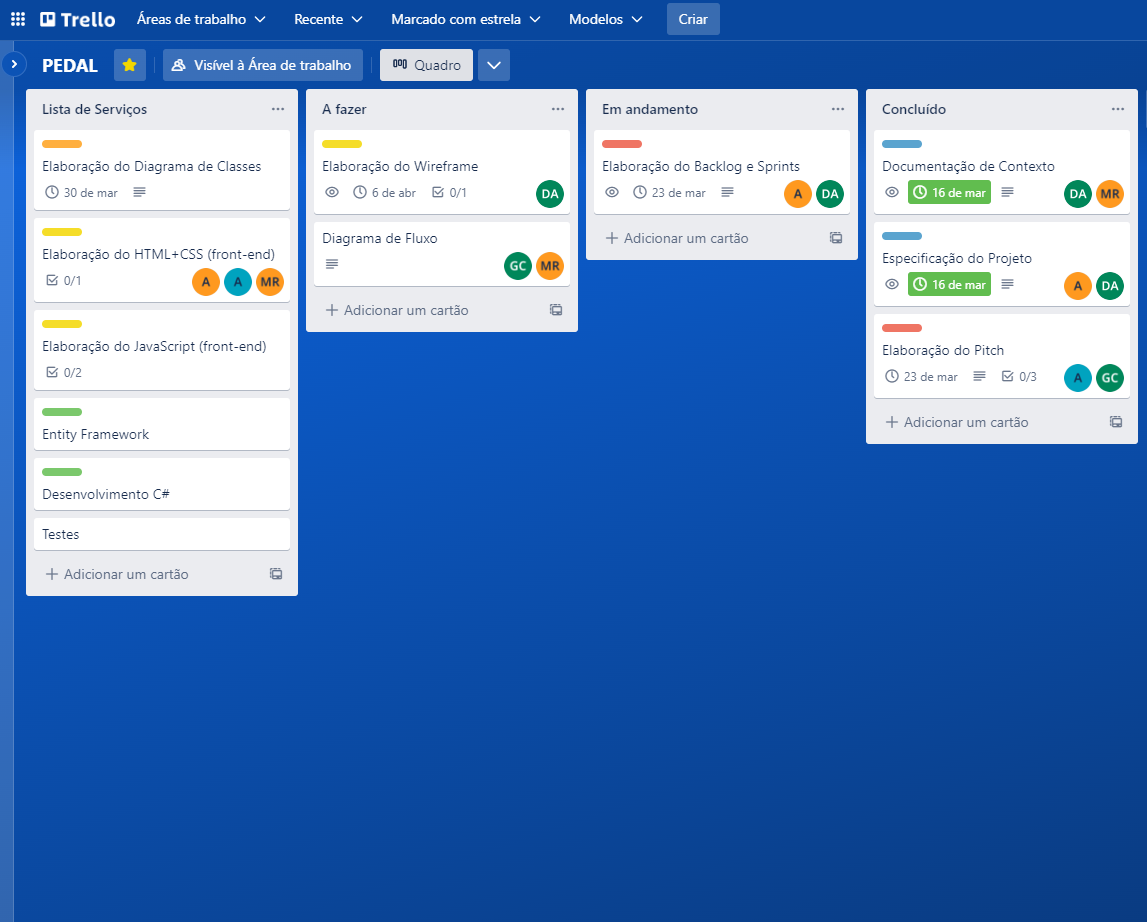 Trello Áreas de trabalho Recente Marcado com estrela Modelos Criar
PEDAL Visível à Área de trabalho Quadro
Lista de Serviços
Elaboração do Diagrama de Classes
30 de mar
Elaboração do HTML+CSS (front-end)
0/1 A A MR
Elaboração do JavaScript (front-end)
0/2
Entity Framework
Desenvolvimento C#
Testes
Adicionar um cartão
A fazer
Elaboração do Wireframe
6 de abr 0/1 DA
Diagrama de Fluxo
GC MR
Adicionar um cartão
Em andamento
Elaboração do Backlog e Sprints
23 de mar A DA
Adicionar um cartão
Concluído
Documentação de Contexto
16 de mar DA MR
Especificação do Projeto
16 de mar A DA
Elaboração do Pitch
23 de mar 0/3 A GC
Adicionar um cartão